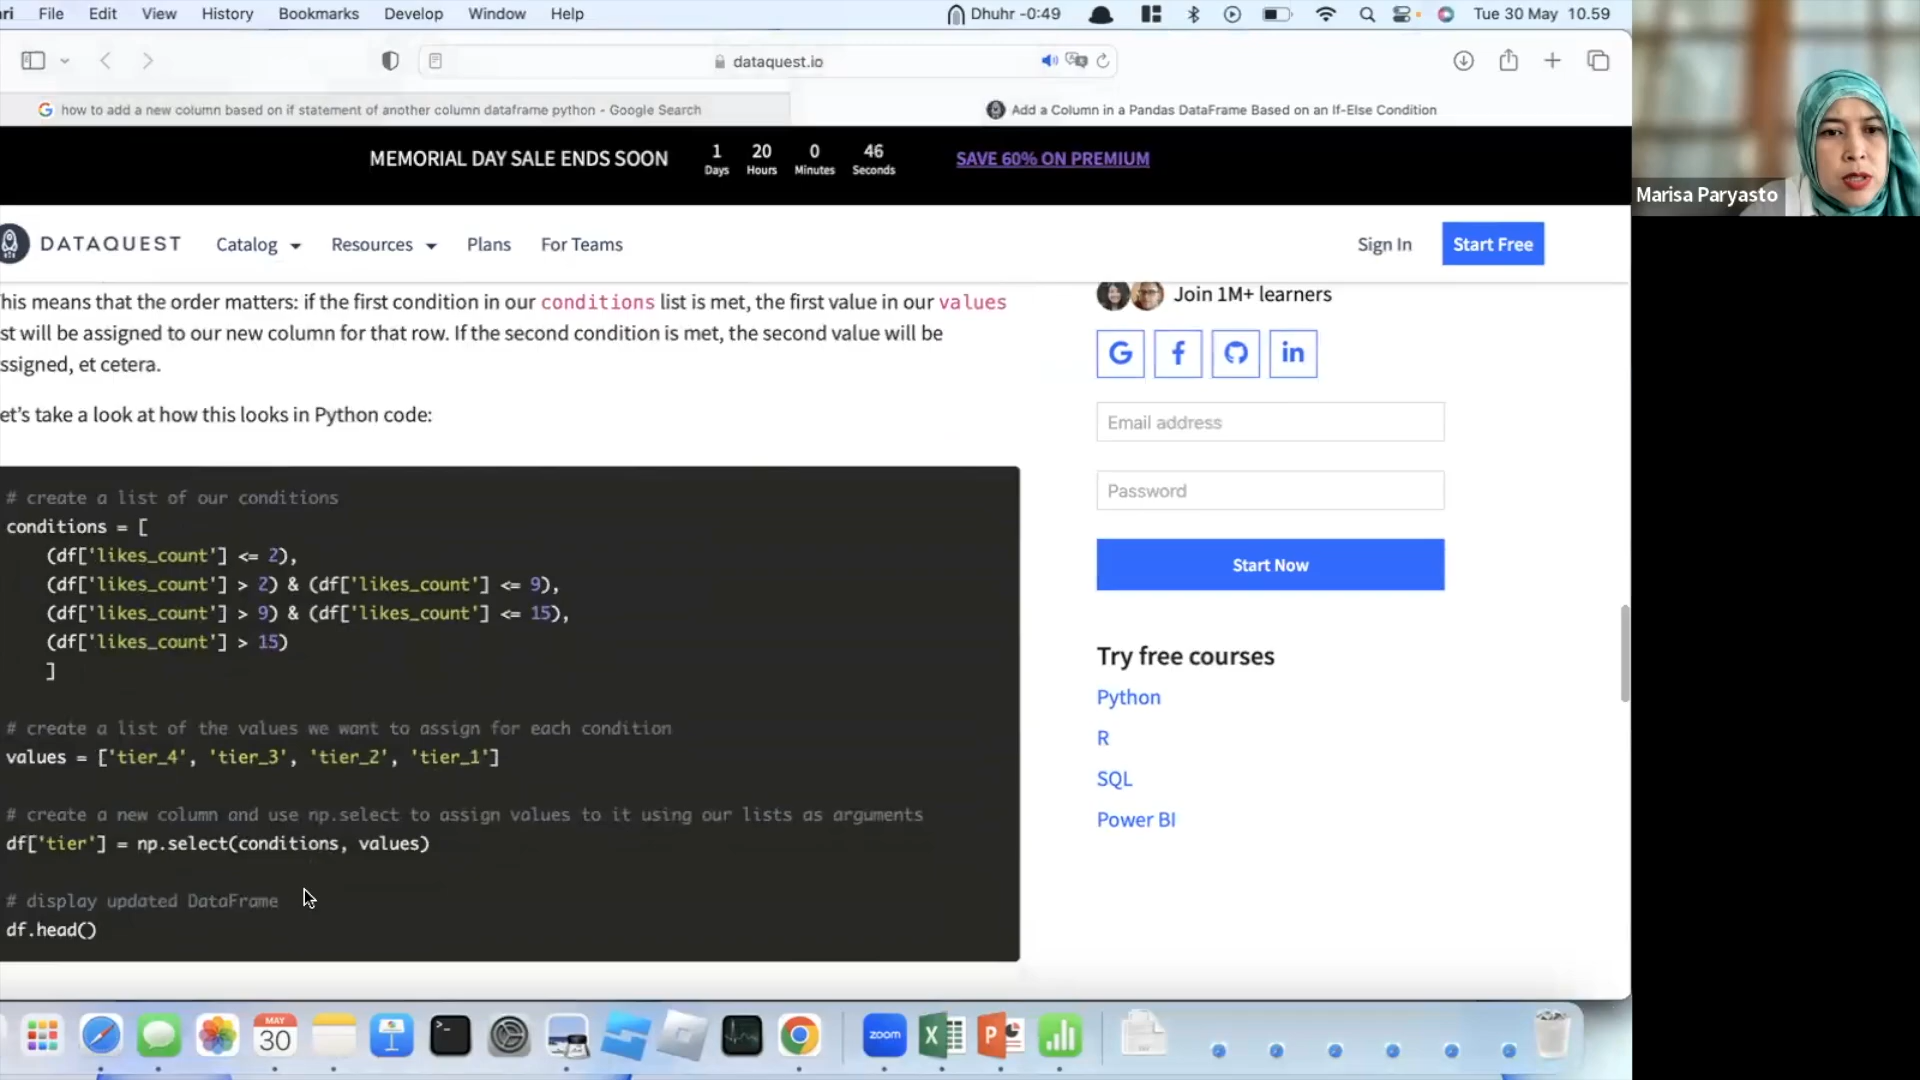 ri File Edit View History Bookmarks Develop Window Help Dhuhr -0:49 Tue 30 May 10.59
dataquest.io
how to add a new column based on if statement of another column dataframe python - Google Search
Add a Column in a Pandas DataFrame Based on an If-Else Condition
MEMORIAL DAY SALE ENDS SOON 1 20 0 46 SAVE 60% ON PREMIUM
Days Hours Minutes Seconds
Marisa Paryasto
DATAQUEST Catalog Resources Plans For Teams Sign In Start Free
his means that the order matters: if the first condition in our conditions list is met, the first value in our values
st will be assigned to our new column for that row. If the second condition is met, the second value will be
ssigned, et cetera.
et’s take a look at how this looks in Python code:
# create a list of our conditions
conditions = [
(df['likes_count'] <= 2),
(df['likes_count'] > 2) & (df['likes_count'] <= 9),
(df['likes_count'] > 9) & (df['likes_count'] <= 15),
(df['likes_count'] > 15)
]
# create a list of the values we want to assign for each condition
values = ['tier_4', 'tier_3', 'tier_2', 'tier_1']
# create a new column and use np.select to assign values to it using our lists as arguments
df['tier'] = np.select(conditions, values)
# display updated DataFrame
df.head()
Join 1M+ learners
G f in
Email address
Password
Start Now
Try free courses
Python
R
SQL
Power BI
MAY
30
zoom
X
P